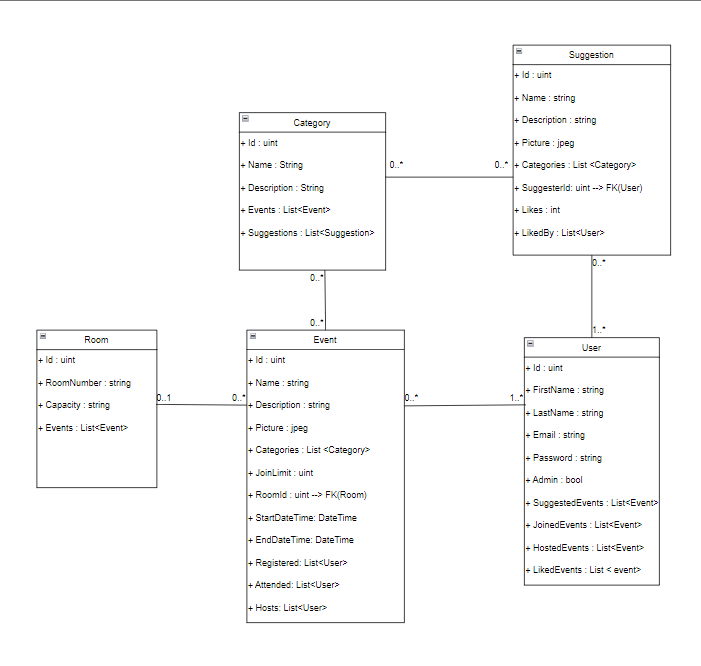 Suggestion
+ Id : uint
+ Name : string
+ Description : string
+ Picture : jpeg
+ Categories : List <Category>
+ SuggesterId: uint --> FK(User)
+ Likes : int
+ LikedBy : List<User>
Category
+ Id : uint
+ Name : String
+ Description : String
+ Events : List<Event>
+ Suggestions : List<Suggestion>
0..*
0..*
0..*
0..*
0..*
1..*
Room
+ Id : uint
+ RoomNumber : string
+ Capacity : string
+ Events : List<Event>
0..1
0..*
Event
+ Id : uint
+ Name : string
+ Description : string
+ Picture : jpeg
+ Categories : List <Category>
+ JoinLimit : uint
+ RoomId : uint --> FK(Room)
+ StartDateTime: DateTime
+ EndDateTime: DateTime
+ Registered: List<User>
+ Attended: List<User>
+ Hosts: List<User>
0..*
1..*
User
+ Id : uint
+ FirstName : string
+ LastName : string
+ Email : string
+ Password : string
+ Admin : bool
+ SuggestedEvents : List<Event>
+ JoinedEvents : List<Event>
+ HostedEvents : List<Event>
+ LikedEvents : List < event>